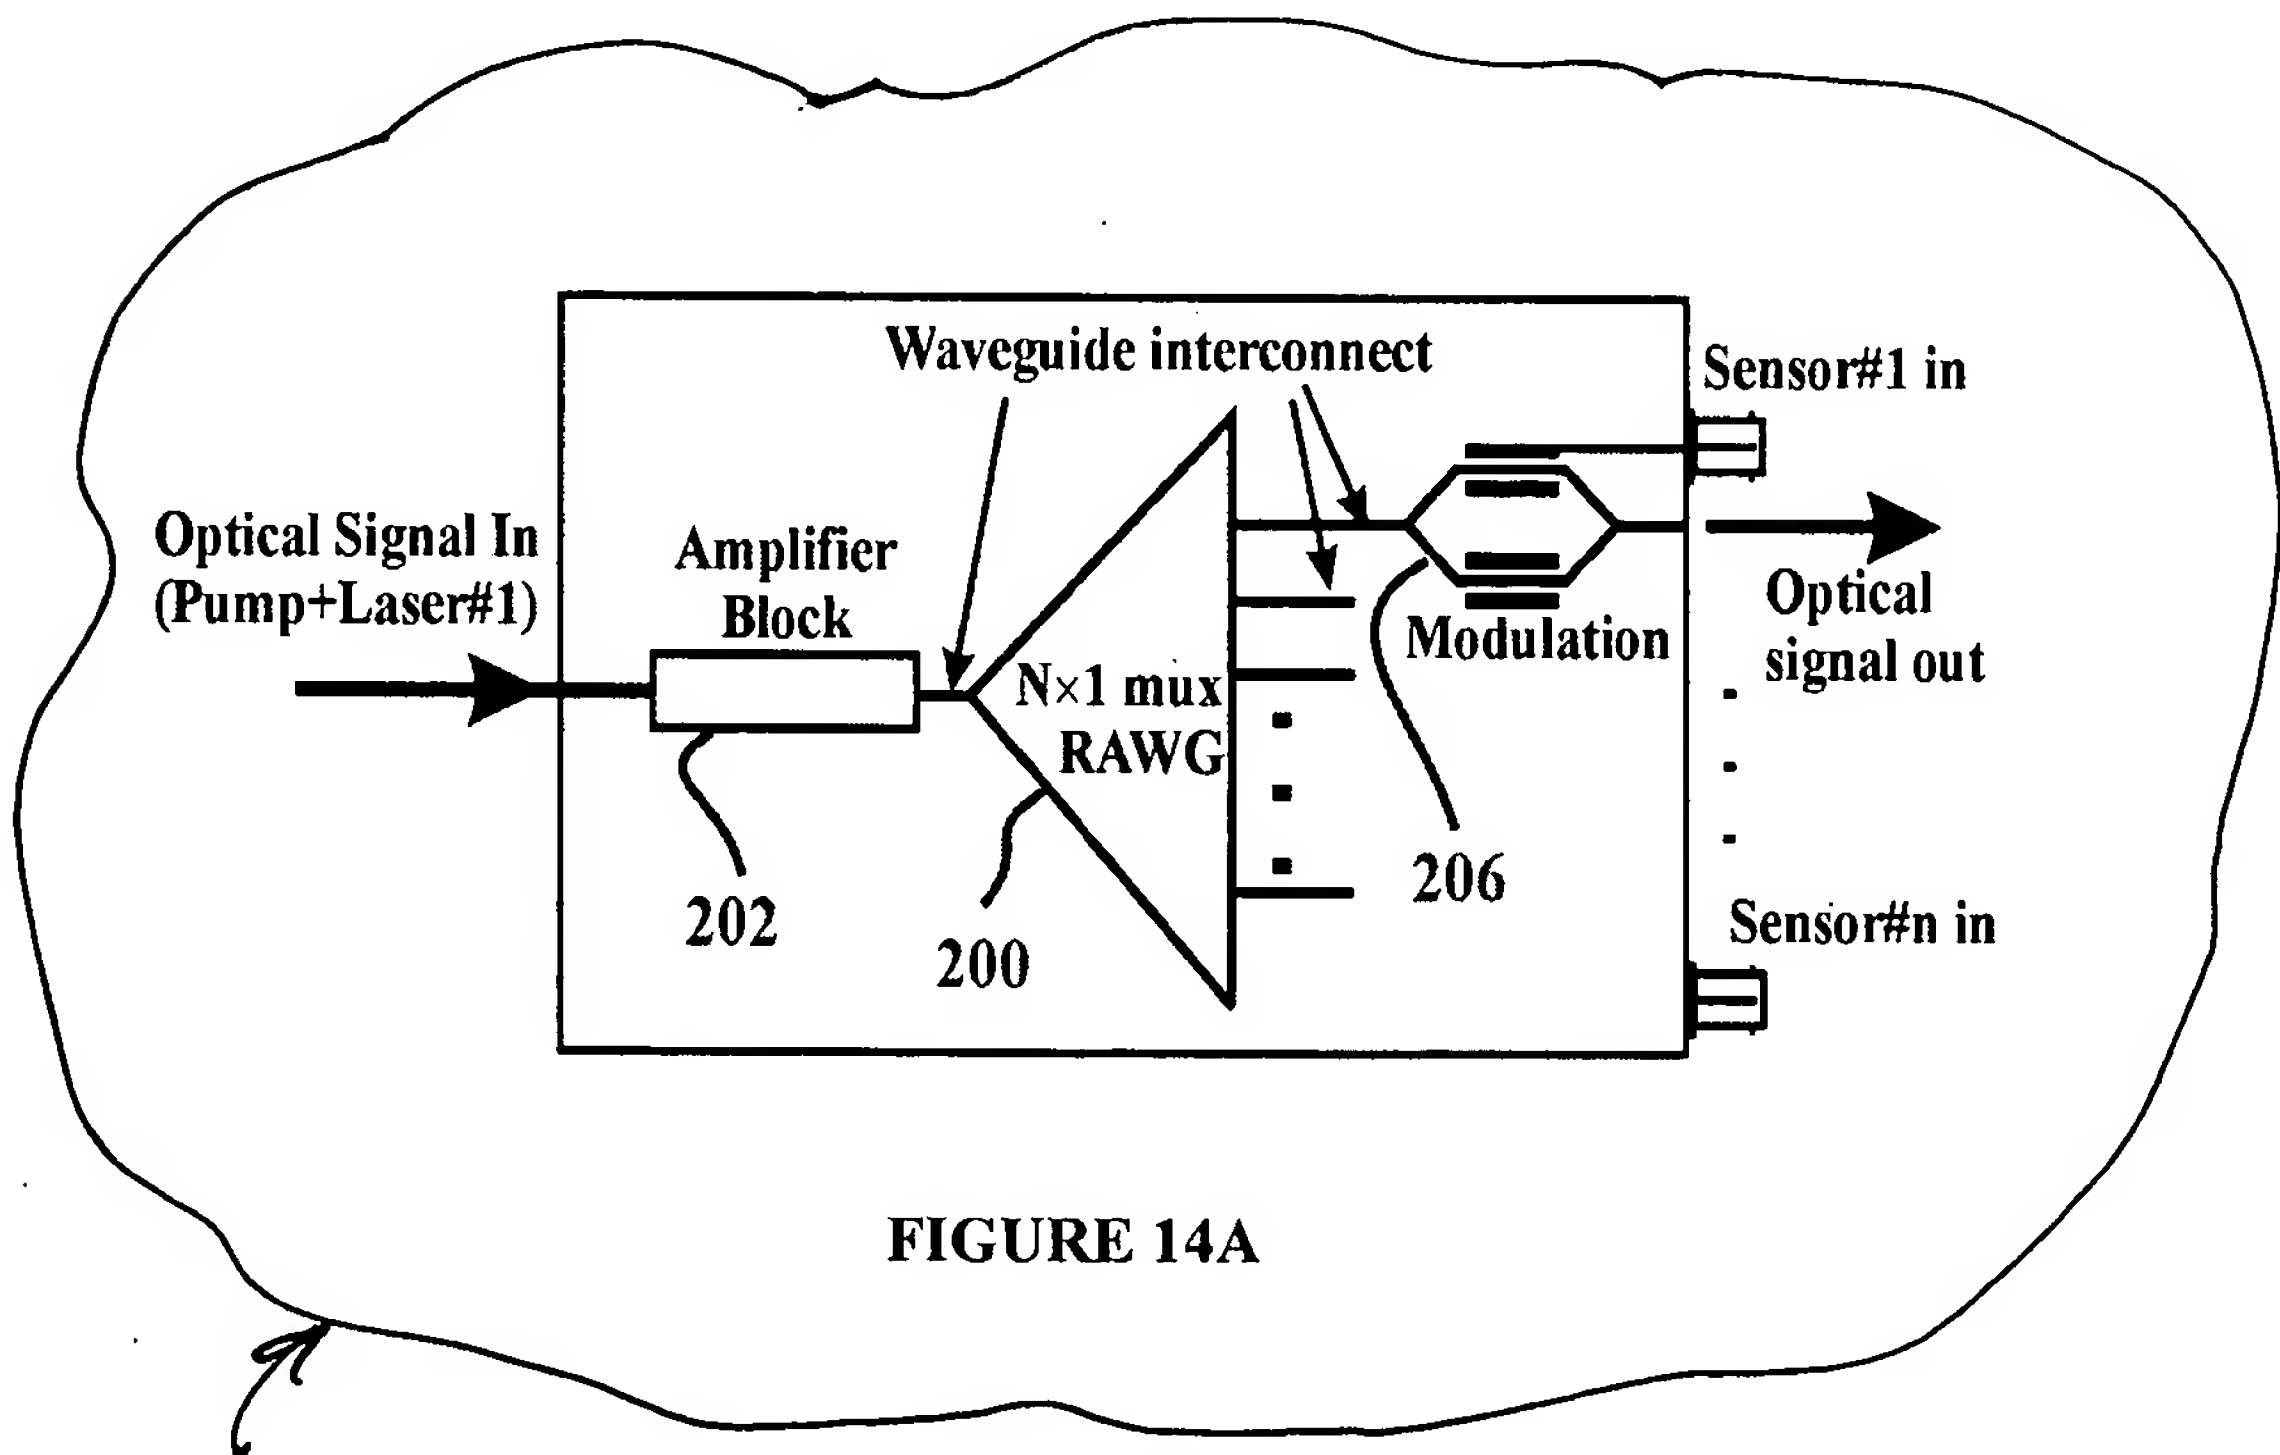 Waveguide interconnect
Sensor#1 in
Optical Signal In
(Pump+Laser#1)
Amplifier
Block
N×1 mux
RAWG
Modulation
Optical
signal out
202
200
206
Sensor#n in
FIGURE 14A